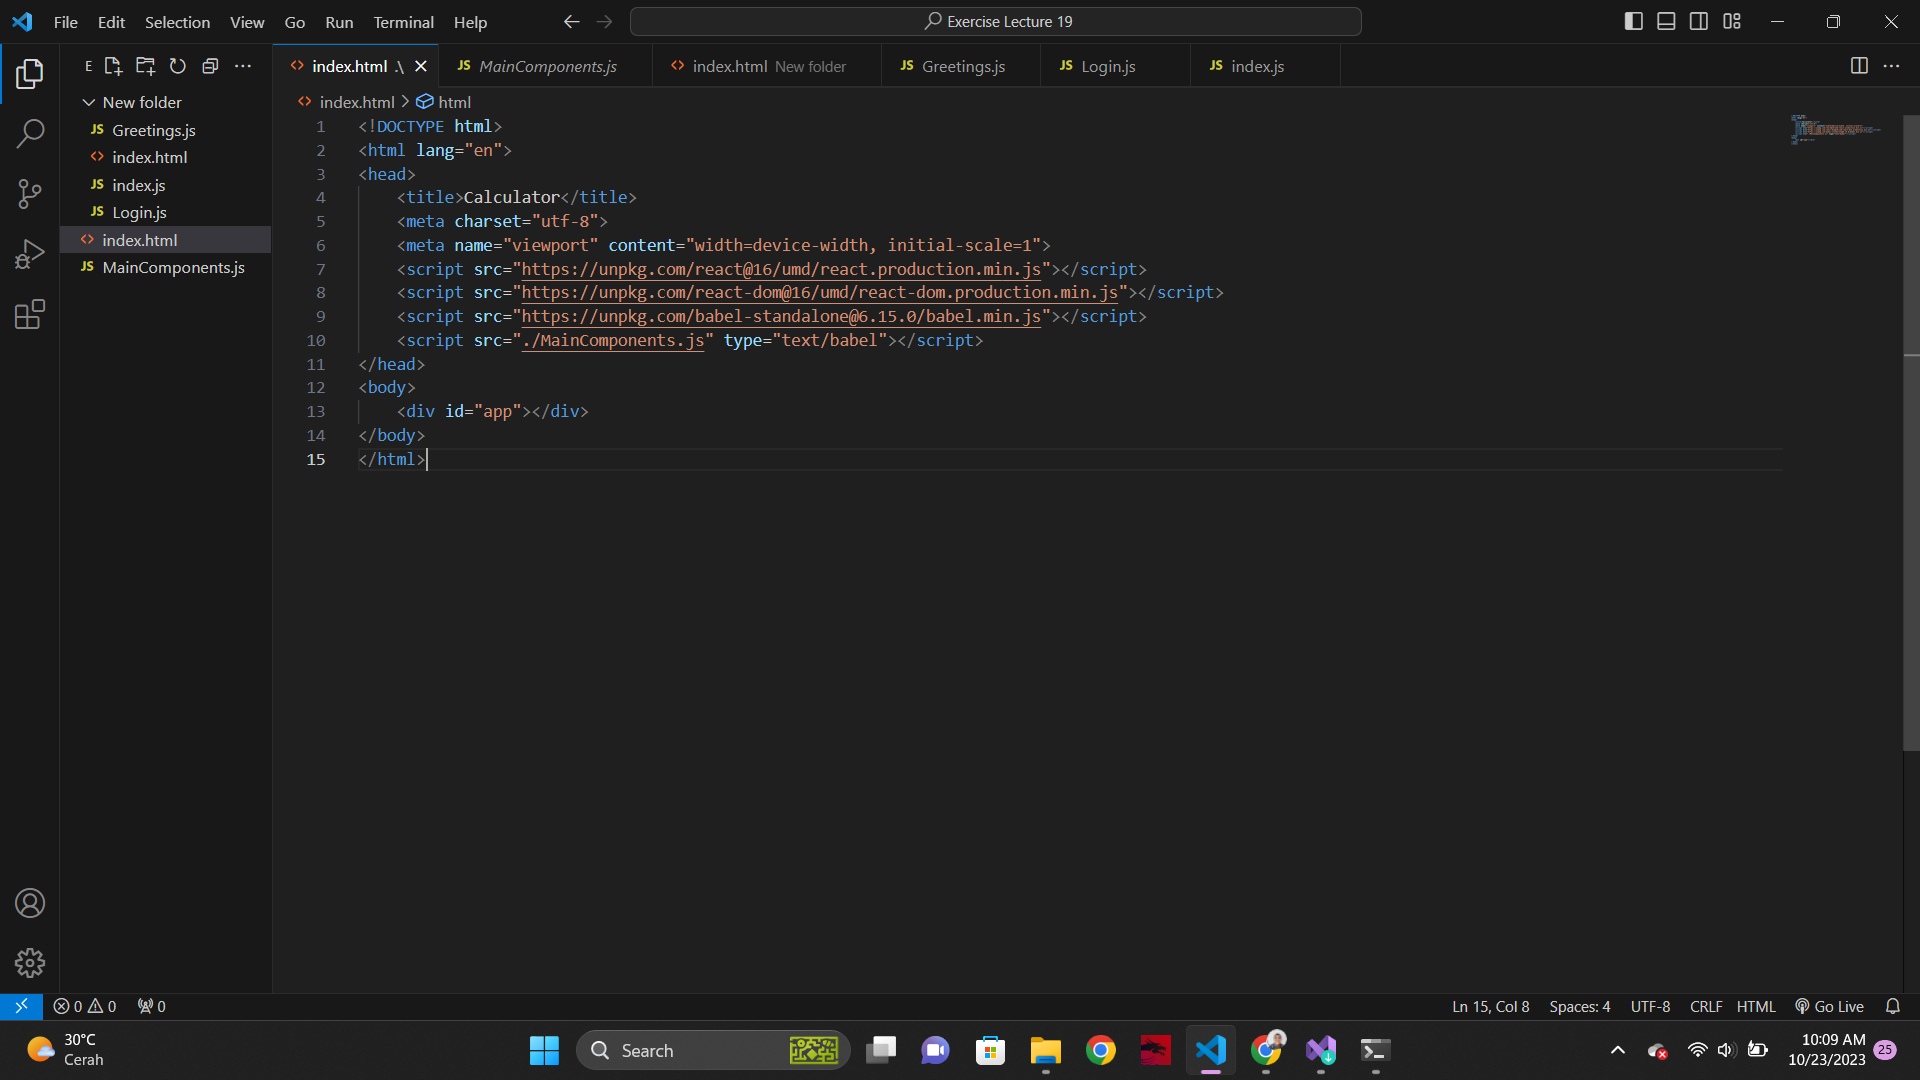 File Edit Selection View Go Run Terminal Help
Exercise Lecture 19
E
New folder
JS Greetings.js
<> index.html
JS index.js
JS Login.js
<> index.html
JS MainComponents.js
<> index.html .\
JS MainComponents.js
<> index.html New folder
JS Greetings.js
JS Login.js
JS index.js
<> index.html > html
1 <!DOCTYPE html>
2 <html lang="en">
3 <head>
4     <title>Calculator</title>
5     <meta charset="utf-8">
6     <meta name="viewport" content="width=device-width, initial-scale=1">
7     <script src="https://unpkg.com/react@16/umd/react.production.min.js"></script>
8     <script src="https://unpkg.com/react-dom@16/umd/react-dom.production.min.js"></script>
9     <script src="https://unpkg.com/babel-standalone@6.15.0/babel.min.js"></script>
10     <script src="./MainComponents.js" type="text/babel"></script>
11 </head>
12 <body>
13     <div id="app"></div>
14 </body>
15 </html>
0 0 0
Ln 15, Col 8 Spaces: 4 UTF-8 CRLF HTML Go Live
30°C
Cerah
Search
10:09 AM
10/23/2023
25